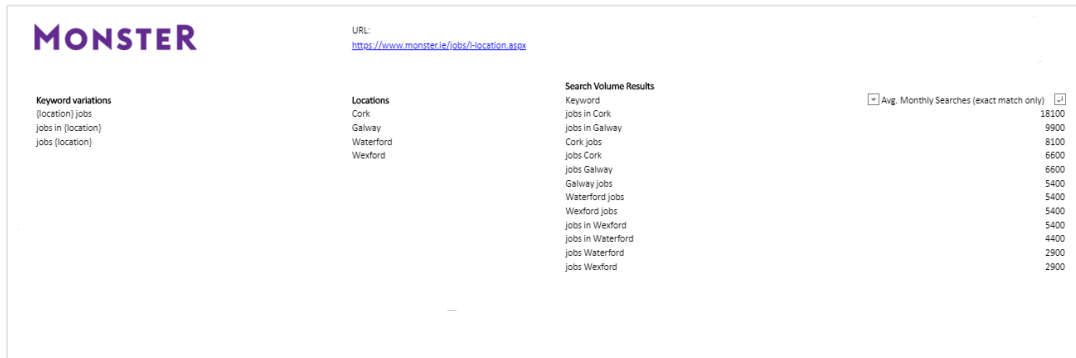 MONSTER
URL:
https://www.monster.ie/jobs/l-location.aspx
Keyword variations
{location} jobs
jobs in {location}
jobs {location}
Locations
Cork
Galway
Waterford
Wexford
Search Volume Results
Keyword Avg. Monthly Searches (exact match only)
jobs in Cork 18100
jobs in Galway 9900
Cork jobs 8100
jobs Cork 6600
jobs Galway 6600
Galway jobs 5400
Waterford jobs 5400
Wexford jobs 5400
jobs in Wexford 5400
jobs in Waterford 4400
jobs Waterford 2900
jobs Wexford 2900